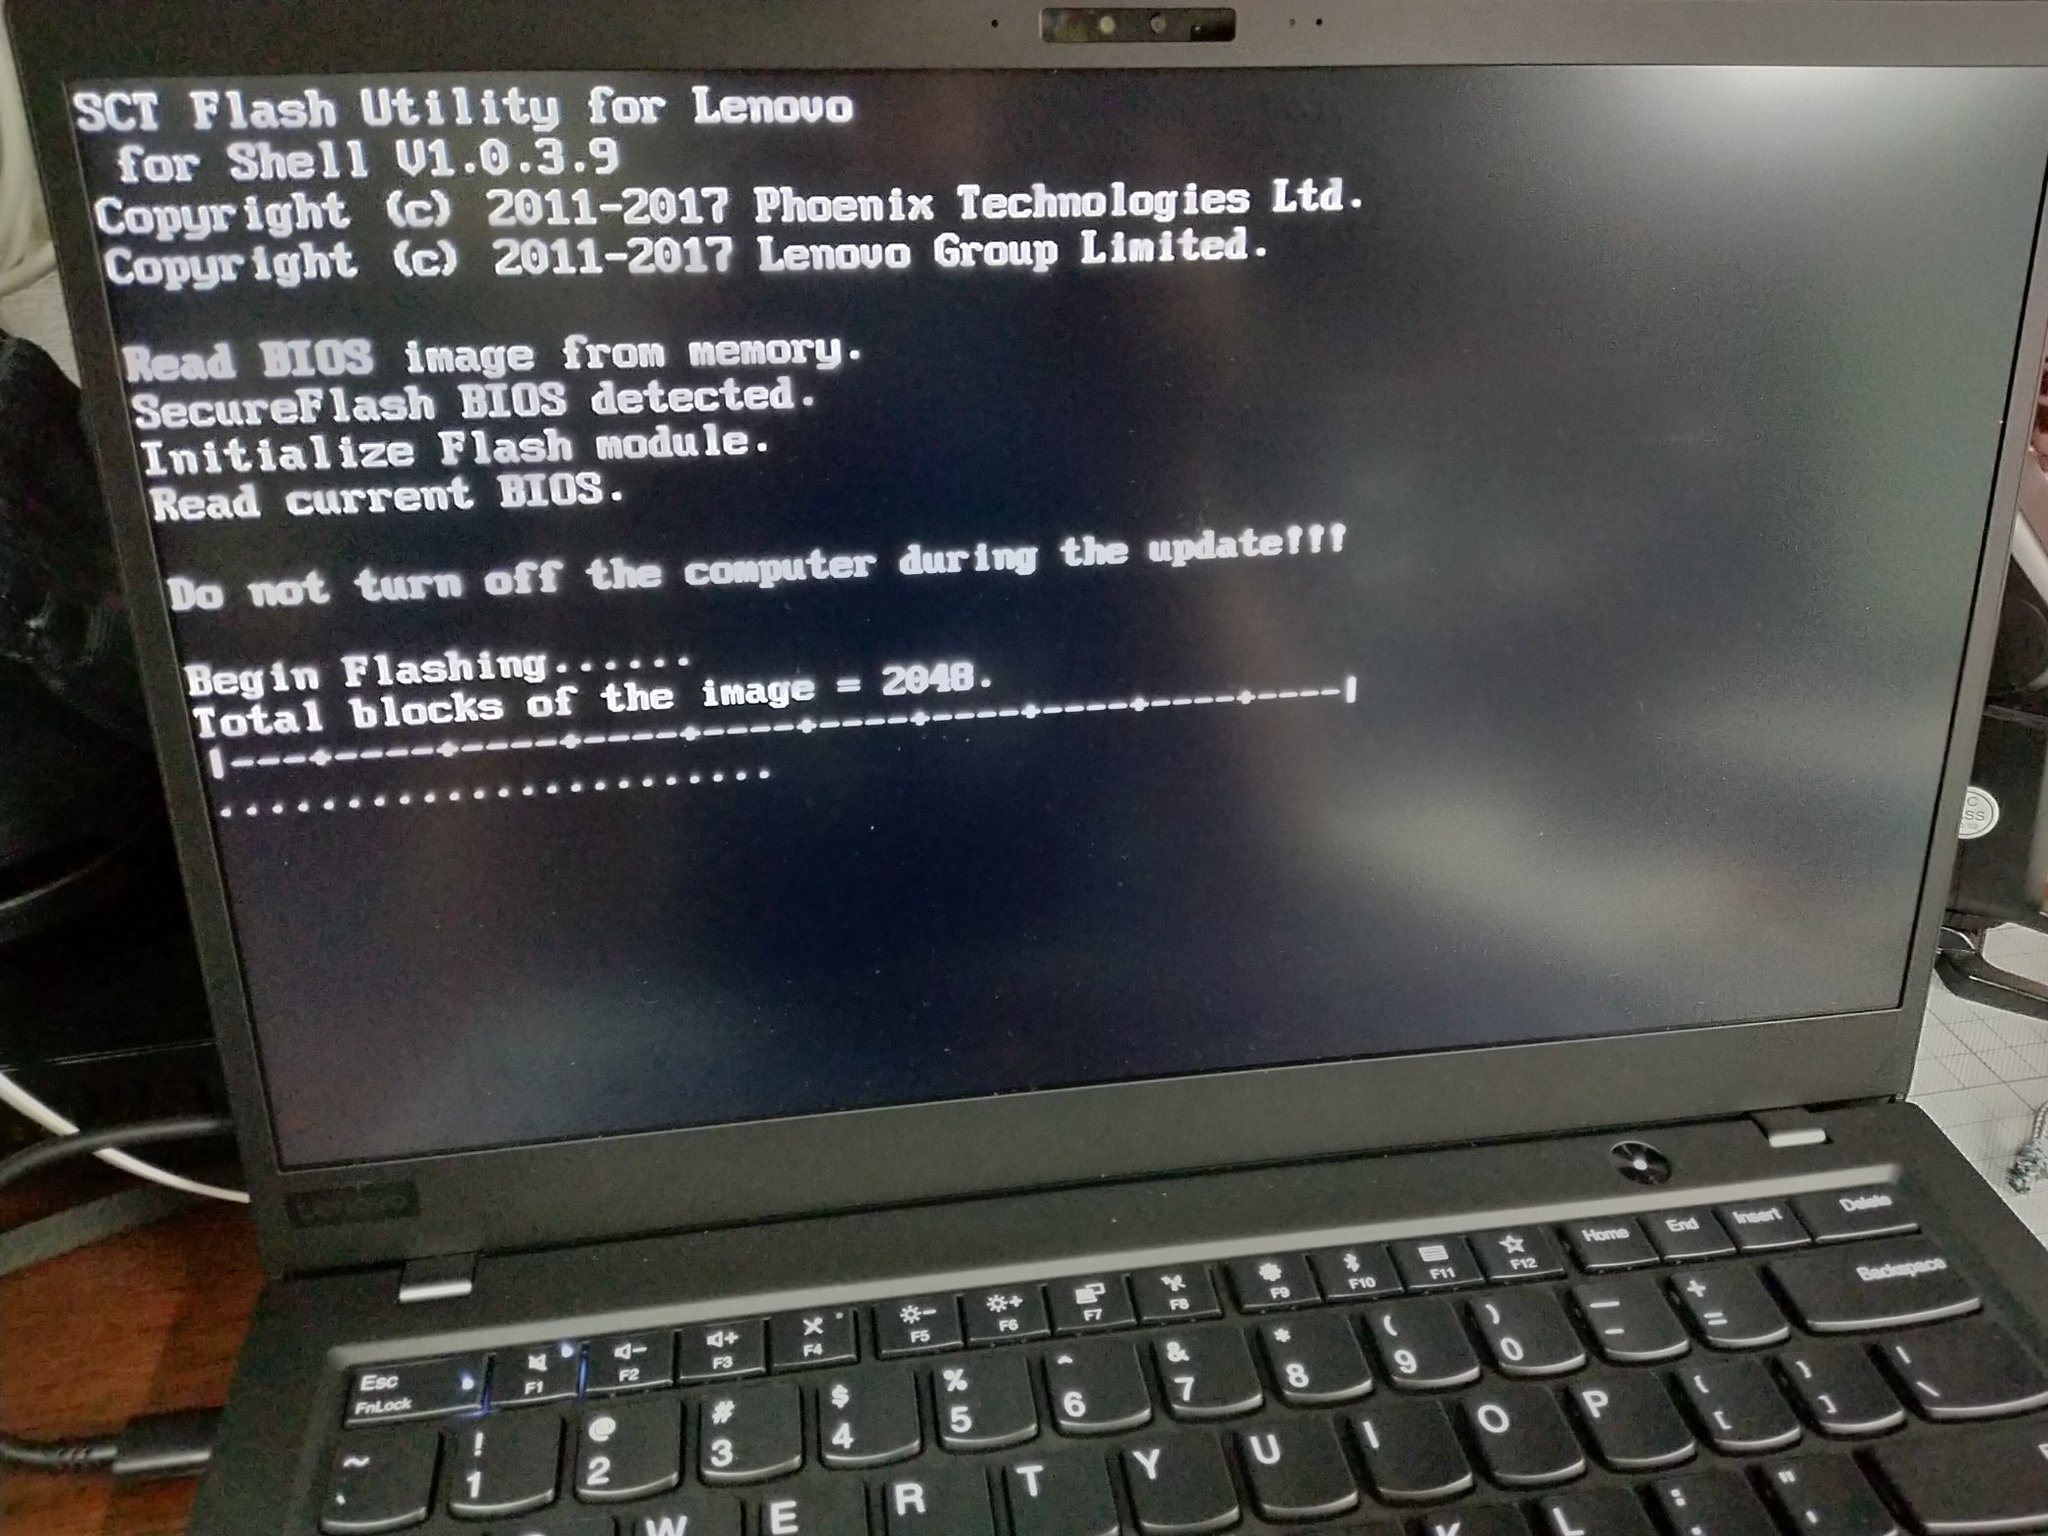 SCT Flash Utility for Lenovo
for Shell V1.0.3.9
Copyright (c) 2011-2017 Phoenix Technologies Ltd.
Copyright (c) 2011-2017 Lenovo Group Limited.
Read BIOS image from memory.
SecureFlash BIOS detected.
Initialize Flash module.
Read current BIOS.
Do not turn off the computer during the update!!!
Begin Flashing......
Total blocks of the image = 2048.
|---+----+----+----+----+----+----+----+----+----|
.......................
Lenovo
Esc F1 F2 F3 F4 F5 F6 F7 F8 F9 F10 F11 F12 Home End Insert Delete
FnLock
~ ! @ # $ % ^ & * ( ) — + Backspace
` 1 2 3 4 5 6 7 8 9 0 - =
W E R T Y U I O P { [ } ] | \
K L : ; " '